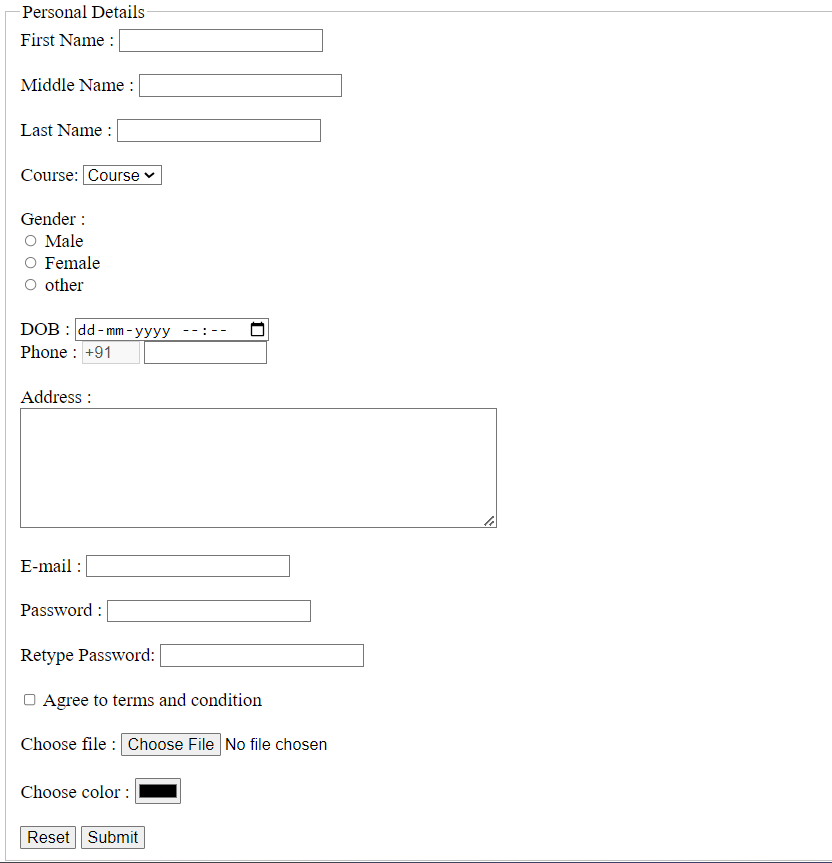 Personal Details
First Name :
Middle Name :
Last Name :
Course: Course
Gender :
Male
Female
other
DOB : dd-mm-yyyy --:--
Phone : +91
Address :
E-mail :
Password :
Retype Password:
Agree to terms and condition
Choose file : Choose File No file chosen
Choose color :
Reset Submit